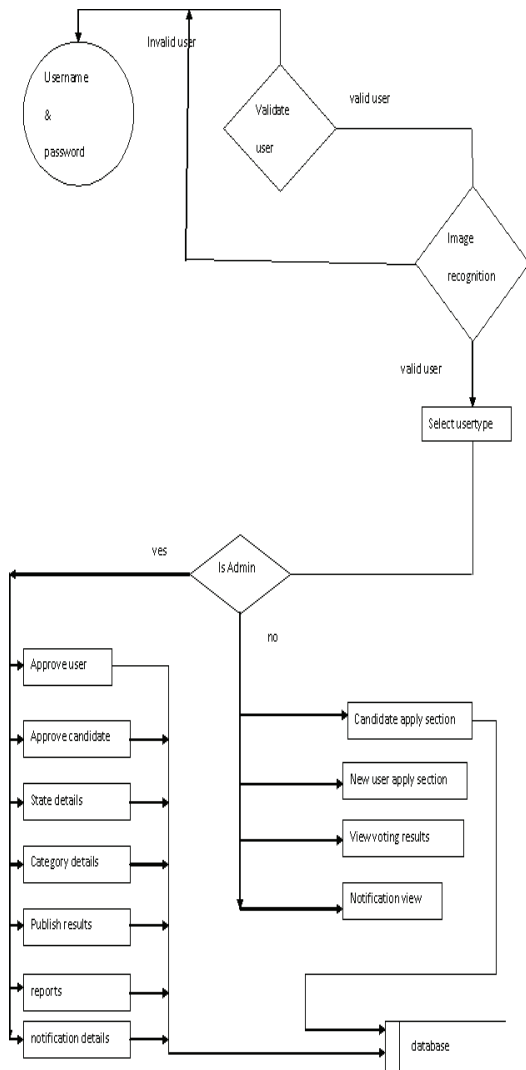 Invalid user
Username
&
password
Validate
user
valid user
Image
recognition
valid user
Select usertype
yes
Is Admin
no
Approve user
Approve candidate
State details
Category details
Publish results
reports
notification details
Candidate apply section
New user apply section
View voting results
Notification view
database